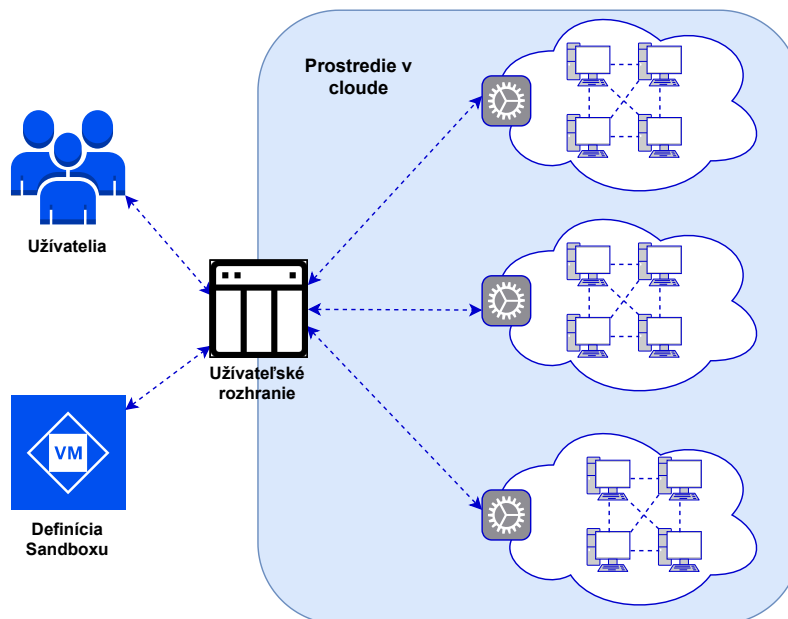 Prostredie v
cloude
Užívatelia
Užívateľské
rozhranie
VM
Definícia
Sandboxu